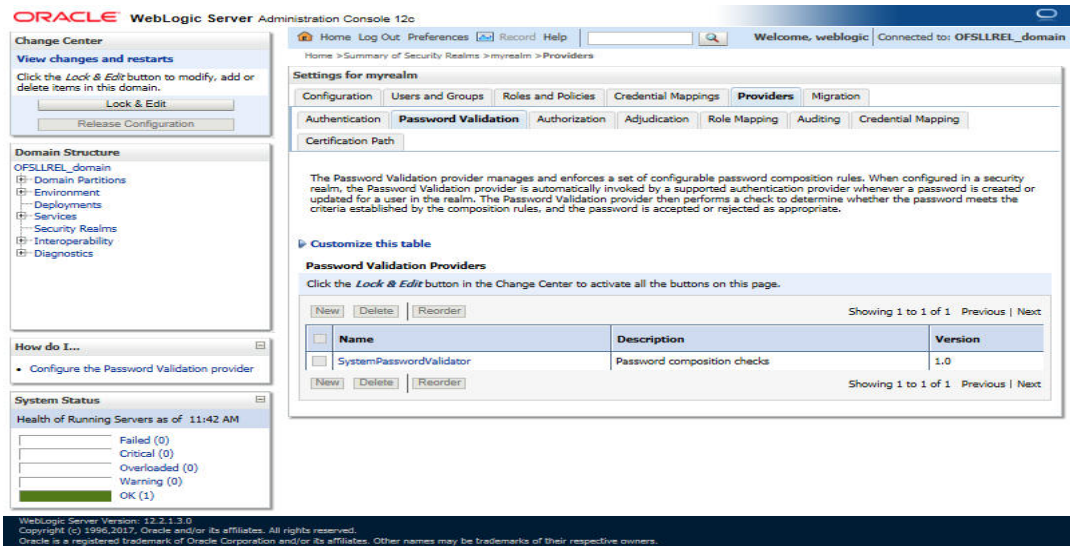 ORACLE WebLogic Server Administration Console 12c
Change Center
View changes and restarts
Click the Lock & Edit button to modify, add or
delete items in this domain.
Lock & Edit
Release Configuration
Domain Structure
OFSLLREL_domain
Domain Partitions
Environment
Deployments
Services
Security Realms
Interoperability
Diagnostics
How do I...
Configure the Password Validation provider
System Status
Health of Running Servers as of 11:42 AM
Failed (0)
Critical (0)
Overloaded (0)
Warning (0)
OK (1)
Home Log Out Preferences Record Help
Welcome, weblogic Connected to: OFSLLREL_domain
Home >Summary of Security Realms >myrealm >Providers
Settings for myrealm
Configuration Users and Groups Roles and Policies Credential Mappings Providers Migration
Authentication Password Validation Authorization Adjudication Role Mapping Auditing Credential Mapping
Certification Path
The Password Validation provider manages and enforces a set of configurable password composition rules. When configured in a security
realm, the Password Validation provider is automatically invoked by a supported authentication provider whenever a password is created or
updated for a user in the realm. The Password Validation provider then performs a check to determine whether the password meets the
criteria established by the composition rules, and the password is accepted or rejected as appropriate.
Customize this table
Password Validation Providers
Click the Lock & Edit button in the Change Center to activate all the buttons on this page.
New Delete Reorder Showing 1 to 1 of 1 Previous | Next
Name Description Version
SystemPasswordValidator Password composition checks 1.0
New Delete Reorder Showing 1 to 1 of 1 Previous | Next
WebLogic Server Version: 12.2.1.3.0
Copyright (c) 1996,2017, Oracle and/or its affiliates. All rights reserved.
Oracle is a registered trademark of Oracle Corporation and/or its affiliates. Other names may be trademarks of their respective owners.